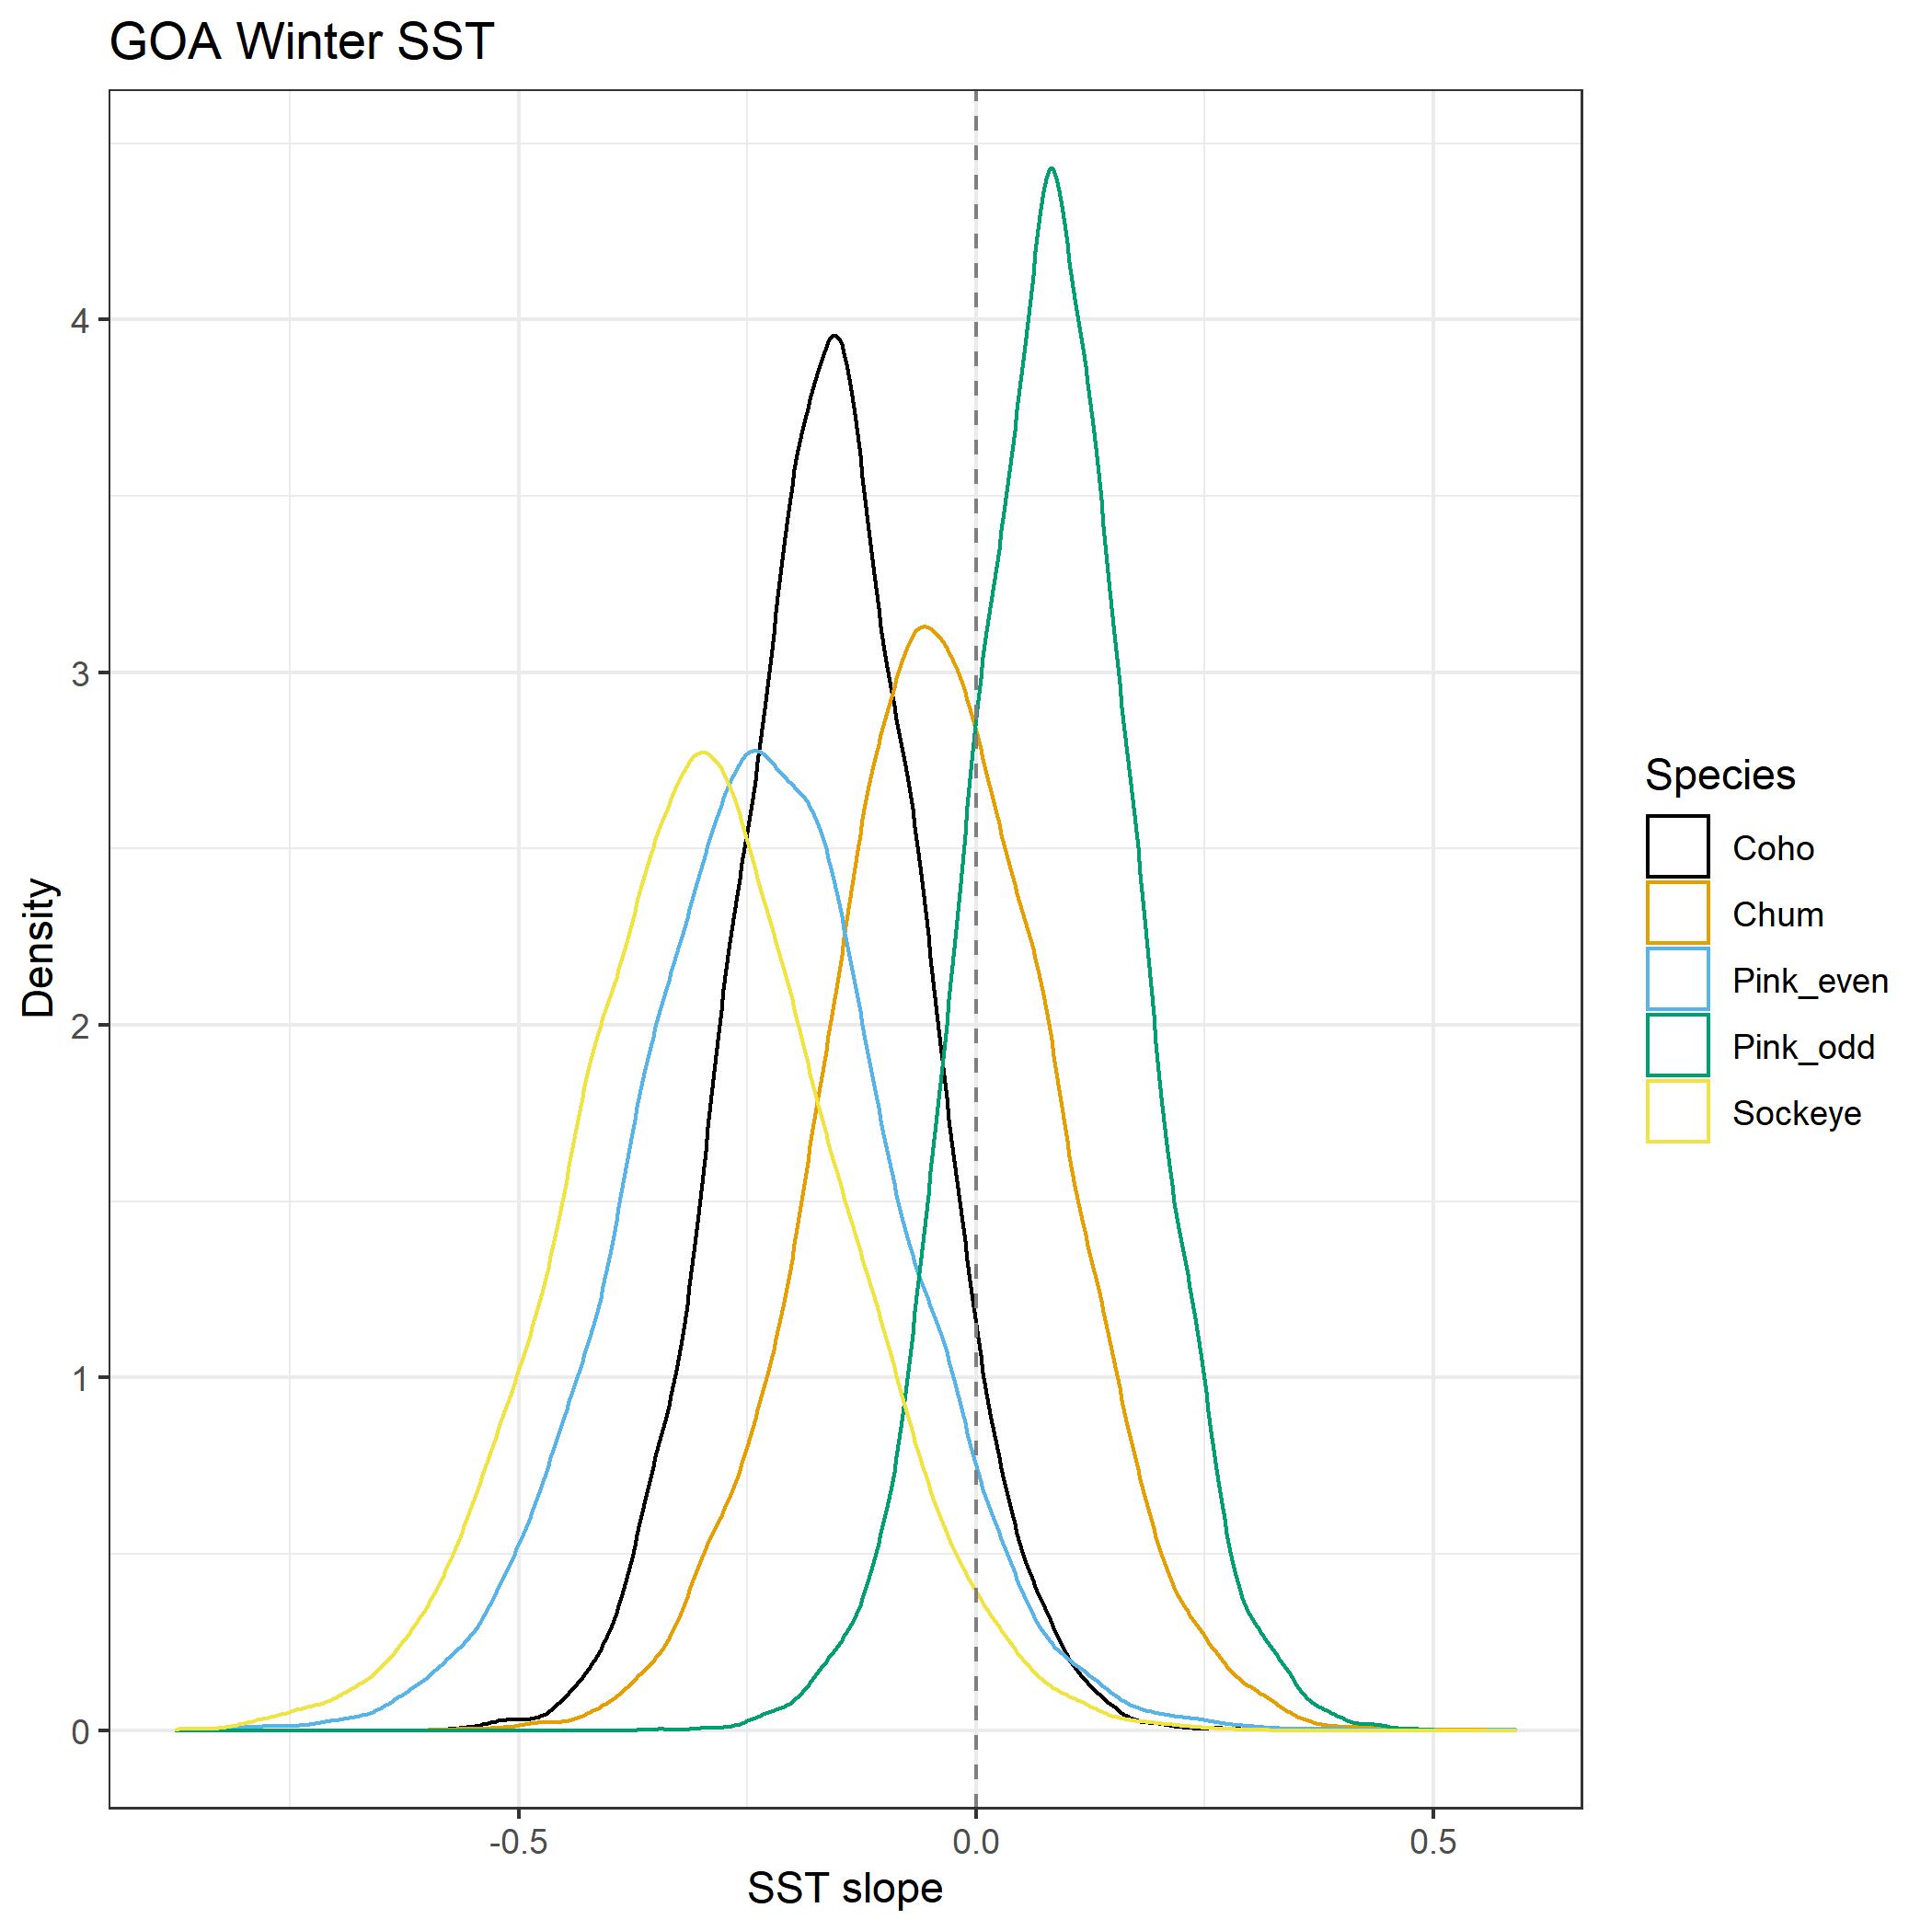 GOA Winter SST
Density
4
3
2
1
0
-0.5
0.0
0.5
SST slope
Species
Coho
Chum
Pink_even
Pink_odd
Sockeye